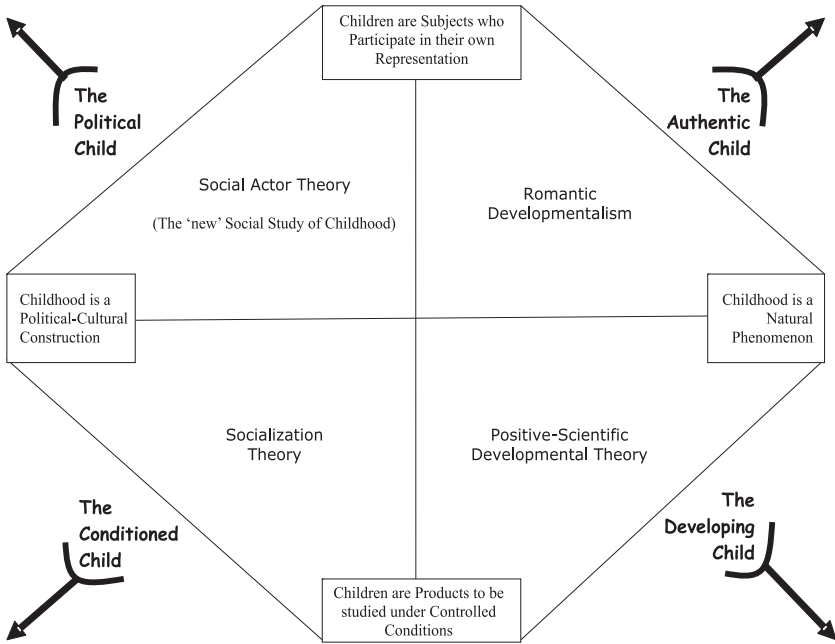 Children are Subjects who
Participate in their own
Representation
The
Political
Child
The
Authentic
Child
Social Actor Theory
(The ‘new’ Social Study of Childhood)
Romantic
Developmentalism
Childhood is a
Political-Cultural
Construction
Childhood is a
Natural
Phenomenon
Socialization
Theory
Positive-Scientific
Developmental Theory
The
Conditioned
Child
The
Developing
Child
Children are Products to be
studied under Controlled
Conditions